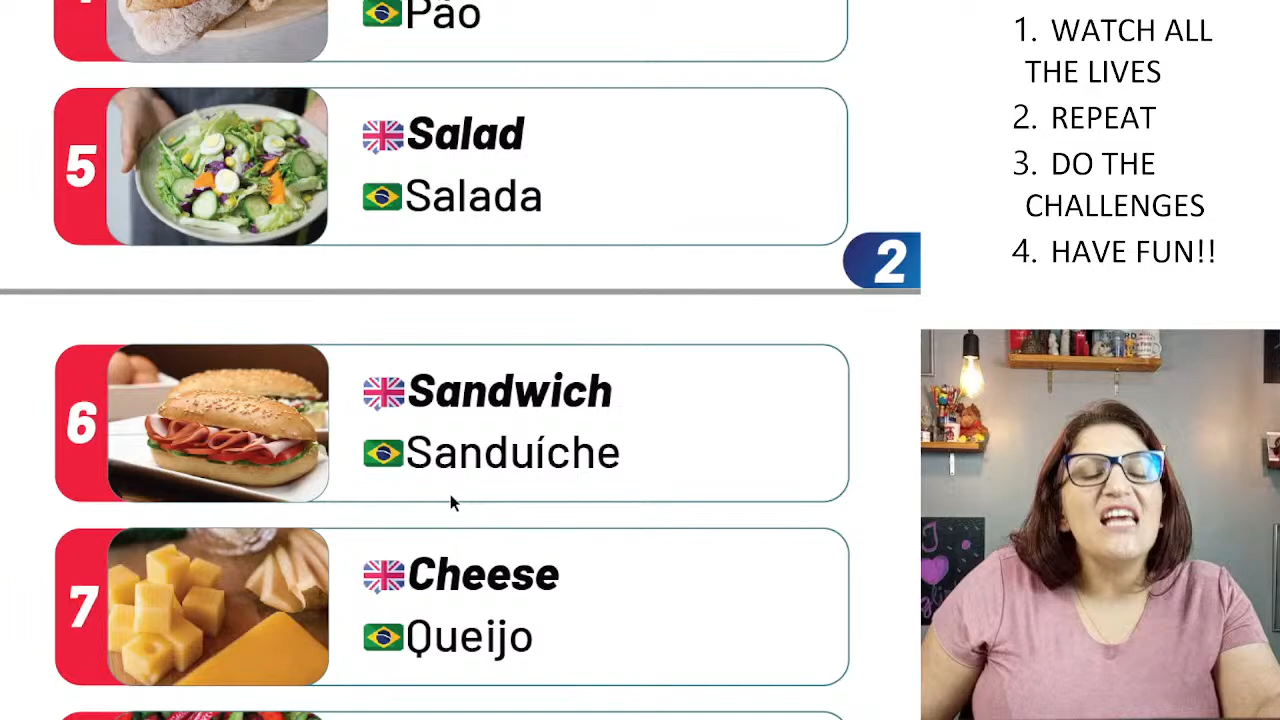 Pão
5
Salad
Salada
2
6
Sandwich
Sanduíche
7
Cheese
Queijo
1. WATCH ALL
THE LIVES
2. REPEAT
3. DO THE
CHALLENGES
4. HAVE FUN!!
I